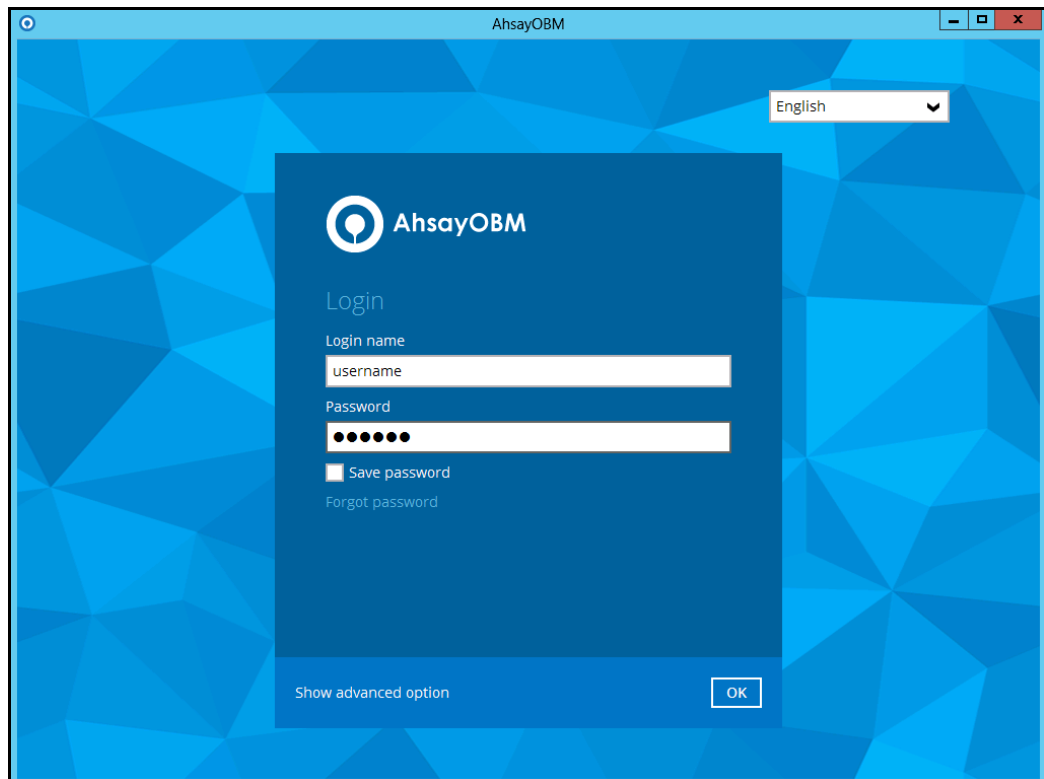 AhsayOBM
English
AhsayOBM
Login
Login name
username
Password
●●●●●●
Save password
Forgot password
Show advanced option
OK